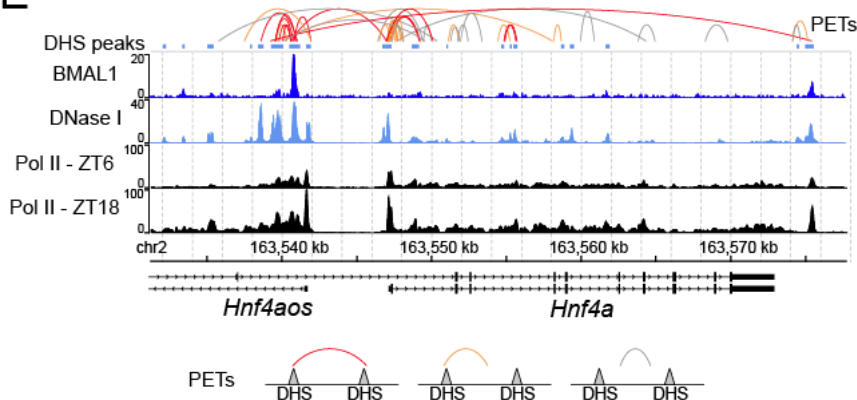 E
PETs
DHS peaks
20
BMAL1
0
40
DNase I
0
100
Pol II - ZT6
0
100
Pol II - ZT18
0
chr2 163,540 kb 163,550 kb 163,560 kb 163,570 kb
Hnf4aos Hnf4a
PETs
DHS DHS DHS DHS DHS DHS